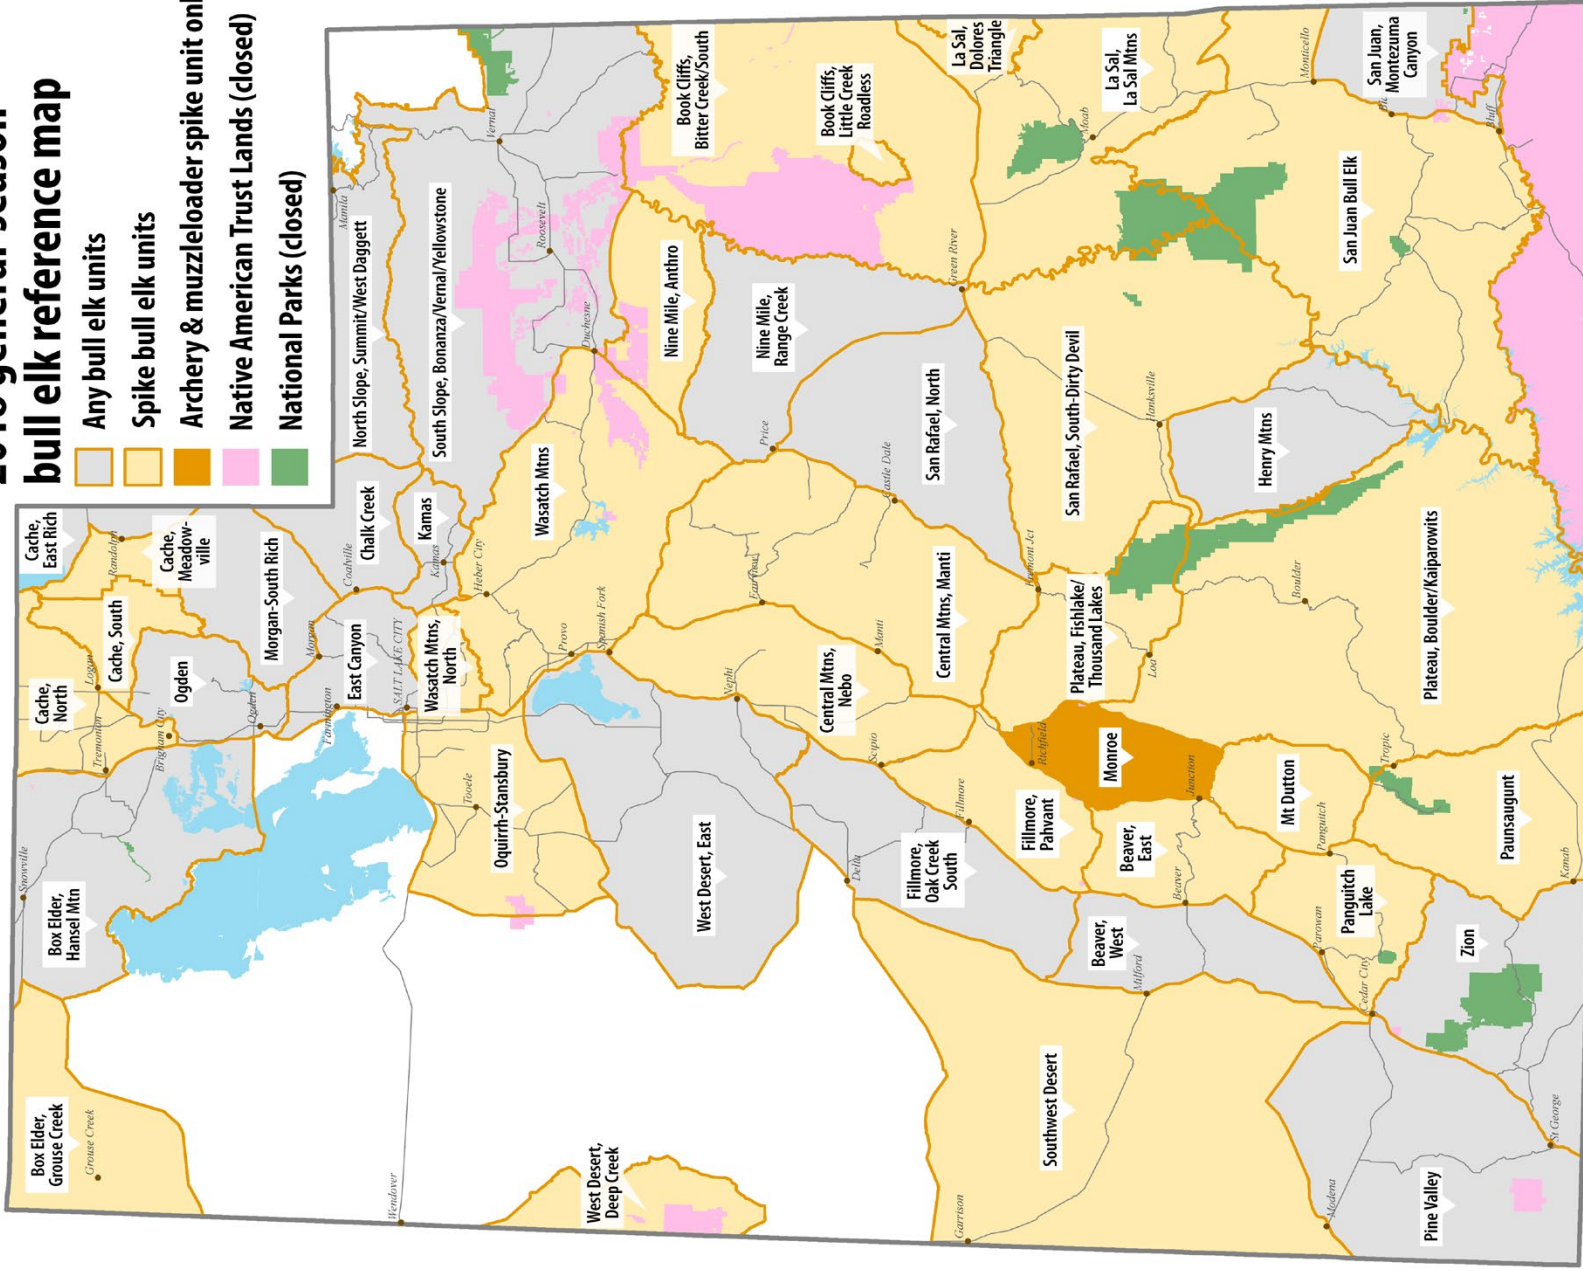 general season
bull elk reference map
Any bull elk units
Spike bull elk units
Archery & muzzleloader spike unit onl
Native American Trust Lands (closed)
National Parks (closed)
Box Elder,
Grouse Creek
Grouse Creek
Box Elder,
Hansel Mtn
Snowville
Tremonton
Brigham City
Cache,
North
Logan
Cache, South
Cache,
East Rich
Randolph
Cache,
Meadow-
ville
Ogden
Ogden
Morgan-South Rich
Morgan
Coalville
Chalk Creek
East Canyon
Farmington
SALT LAKE CITY
Kamas
Kamas
Wasatch Mtns,
North
Heber City
North Slope, Summit/West Daggett
Manila
South Slope, Bonanza/Vernal/Yellowstone
Vernal
Roosevelt
Duchesne
Wendover
Tooele
Oquirrh-Stansbury
Provo
Spanish Fork
Wasatch Mtns
West Desert,
Deep Creek
West Desert, East
Nephi
Central Mtns,
Nebo
Fairview
Manti
Central Mtns, Manti
Price
Castle Dale
Nine Mile, Anthro
Nine Mile,
Range Creek
Book Cliffs,
Bitter Creek/South
Book Cliffs,
Little Creek
Roadless
Green River
San Rafael, North
La Sal,
Dolores
Triangle
La Sal,
La Sal Mtns
Moab
Scipio
Delta
Fillmore
Fillmore,
Oak Creek
South
Fillmore,
Pahvant
Garrison
Southwest Desert
Milford
Beaver,
West
Beaver,
East
Beaver
Richfield
Monroe
Junction
Fremont Jct
Plateau, Fishlake/
Thousand Lakes
Loa
San Rafael, South-Dirty Devil
Hanksville
Henry Mtns
San Juan Bull Elk
Monticello
San Juan,
Montezuma
Canyon
Bluff
Mt Dutton
Panguitch
Panguitch
Lake
Parowan
Cedar City
Tropic
Boulder
Plateau, Boulder/Kaiparowits
Paunsaugunt
Kanab
Zion
Modena
Pine Valley
St George